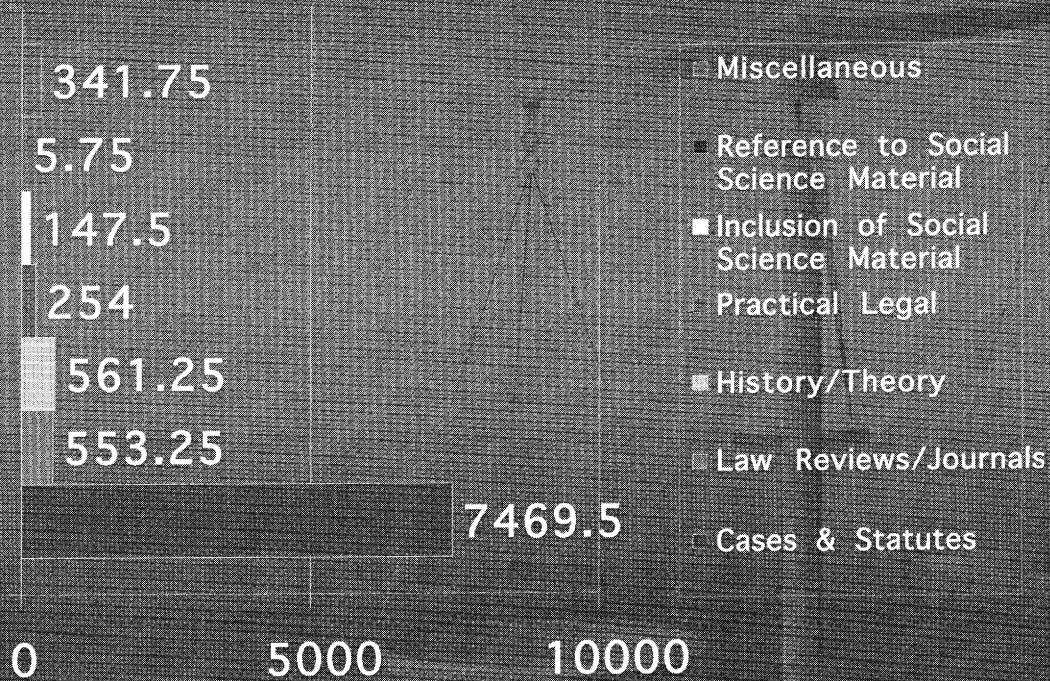 341.75
5.75
147.5
254
561.25
553.25
7469.5
0 5000 10000
Miscellaneous
Reference to Social
Science Material
Inclusion of Social
Science Material
Practical Legal
History/Theory
Law Reviews/Journals
Cases & Statutes